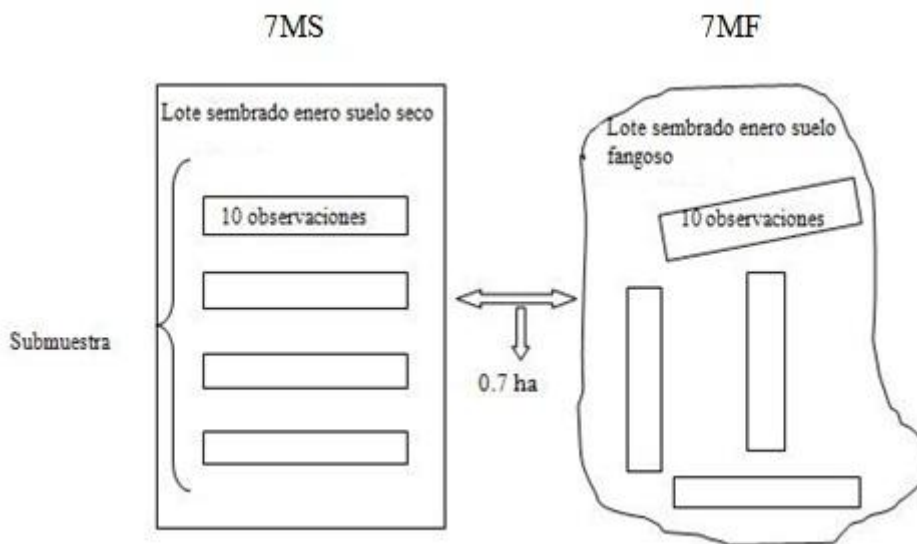 7MS
7MF
Lote sembrado enero suelo seco
Lote sembrado enero suelo
fangoso
10 observaciones
10 observaciones
Submuestra
0.7 ha